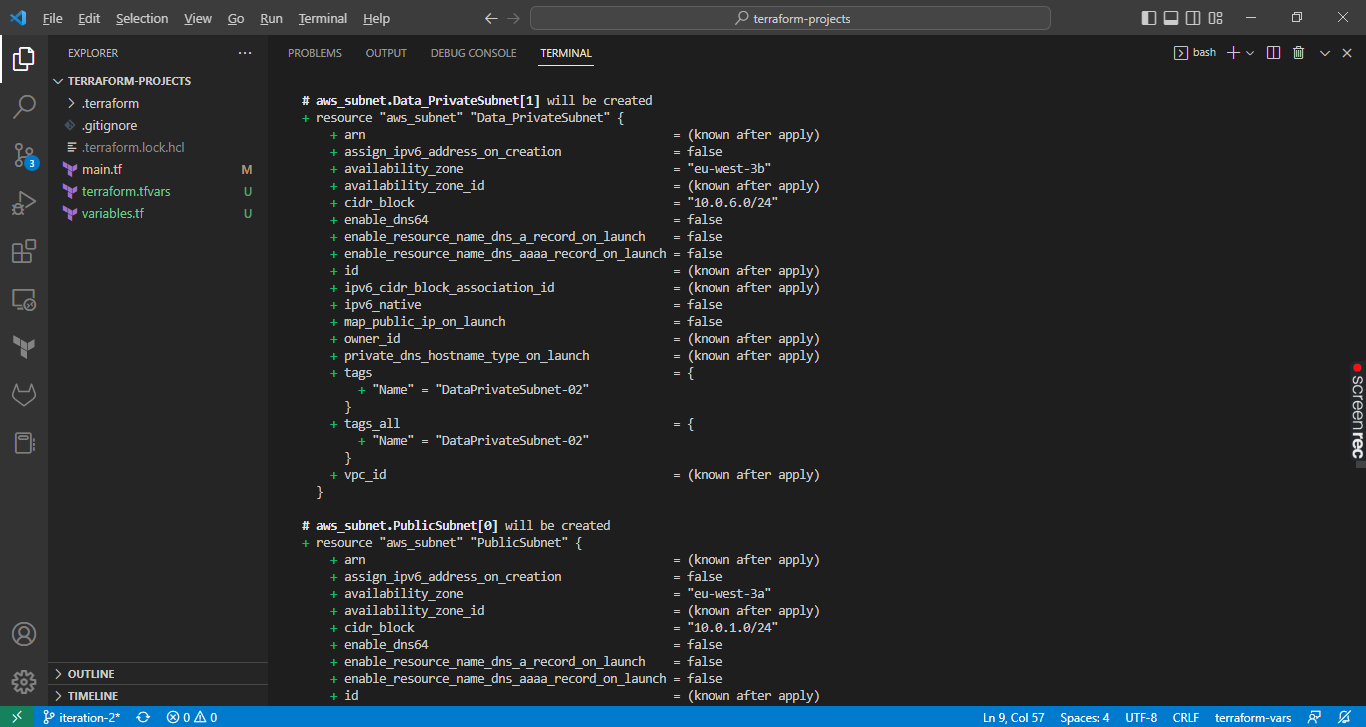 File Edit Selection View Go Run Terminal Help
terraform-projects
EXPLORER
TERRAFORM-PROJECTS
.terraform
.gitignore
.terraform.lock.hcl
main.tf M
terraform.tfvars U
variables.tf U
3
OUTLINE
TIMELINE
PROBLEMS OUTPUT DEBUG CONSOLE TERMINAL
bash
# aws_subnet.Data_PrivateSubnet[1] will be created
+ resource "aws_subnet" "Data_PrivateSubnet" {
+ arn = (known after apply)
+ assign_ipv6_address_on_creation = false
+ availability_zone = "eu-west-3b"
+ availability_zone_id = (known after apply)
+ cidr_block = "10.0.6.0/24"
+ enable_dns64 = false
+ enable_resource_name_dns_a_record_on_launch = false
+ enable_resource_name_dns_aaaa_record_on_launch = false
+ id = (known after apply)
+ ipv6_cidr_block_association_id = (known after apply)
+ ipv6_native = false
+ map_public_ip_on_launch = false
+ owner_id = (known after apply)
+ private_dns_hostname_type_on_launch = (known after apply)
+ tags = {
+ "Name" = "DataPrivateSubnet-02"
}
+ tags_all = {
+ "Name" = "DataPrivateSubnet-02"
}
+ vpc_id = (known after apply)
}
# aws_subnet.PublicSubnet[0] will be created
+ resource "aws_subnet" "PublicSubnet" {
+ arn = (known after apply)
+ assign_ipv6_address_on_creation = false
+ availability_zone = "eu-west-3a"
+ availability_zone_id = (known after apply)
+ cidr_block = "10.0.1.0/24"
+ enable_dns64 = false
+ enable_resource_name_dns_a_record_on_launch = false
+ enable_resource_name_dns_aaaa_record_on_launch = false
+ id = (known after apply)
screenrec
iteration-2* 0 0 Ln 9, Col 57 Spaces: 4 UTF-8 CRLF terraform-vars